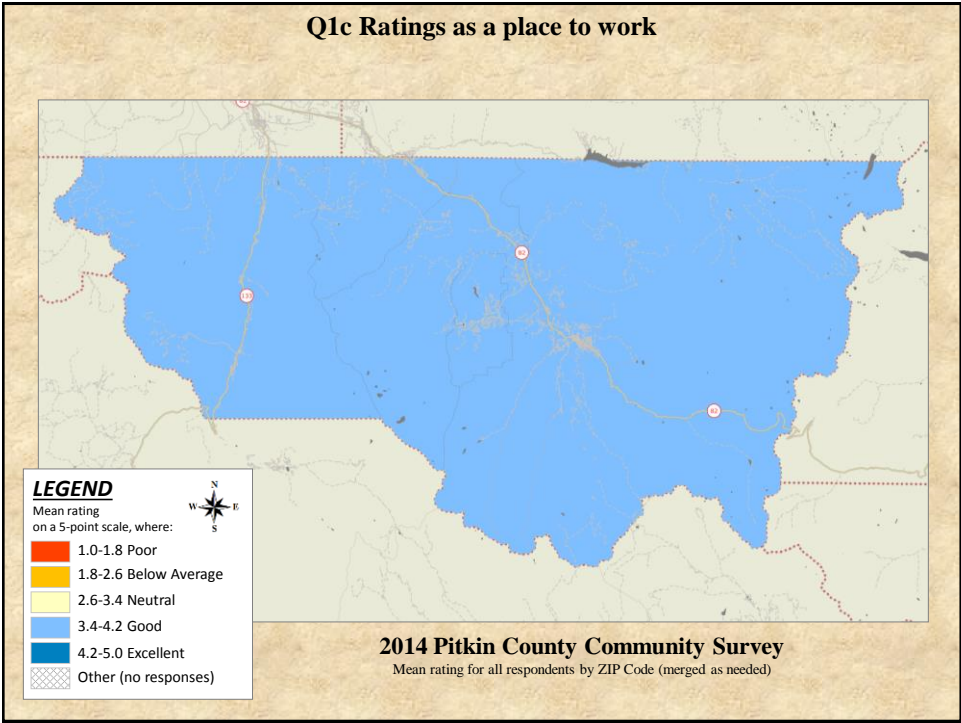 Q1c Ratings as a place to work
82
133
82
LEGEND
Mean rating
on a 5-point scale, where:
N
W E
S
1.0-1.8 Poor
1.8-2.6 Below Average
2.6-3.4 Neutral
3.4-4.2 Good
4.2-5.0 Excellent
Other (no responses)
2014 Pitkin County Community Survey
Mean rating for all respondents by ZIP Code (merged as needed)